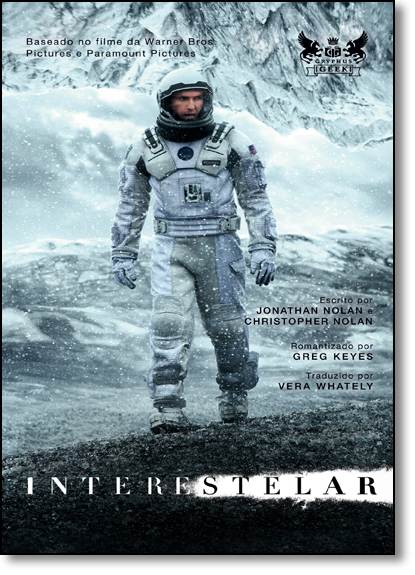 Baseado no filme da Warner Bros.
Pictures e Paramount Pictures
GRYPHUS
GEEK
Escrito por
JONATHAN NOLAN e
CHRISTOPHER NOLAN
Romantizado por
GREG KEYES
Traduzido por
VERA WHATELY
INTERESTELAR